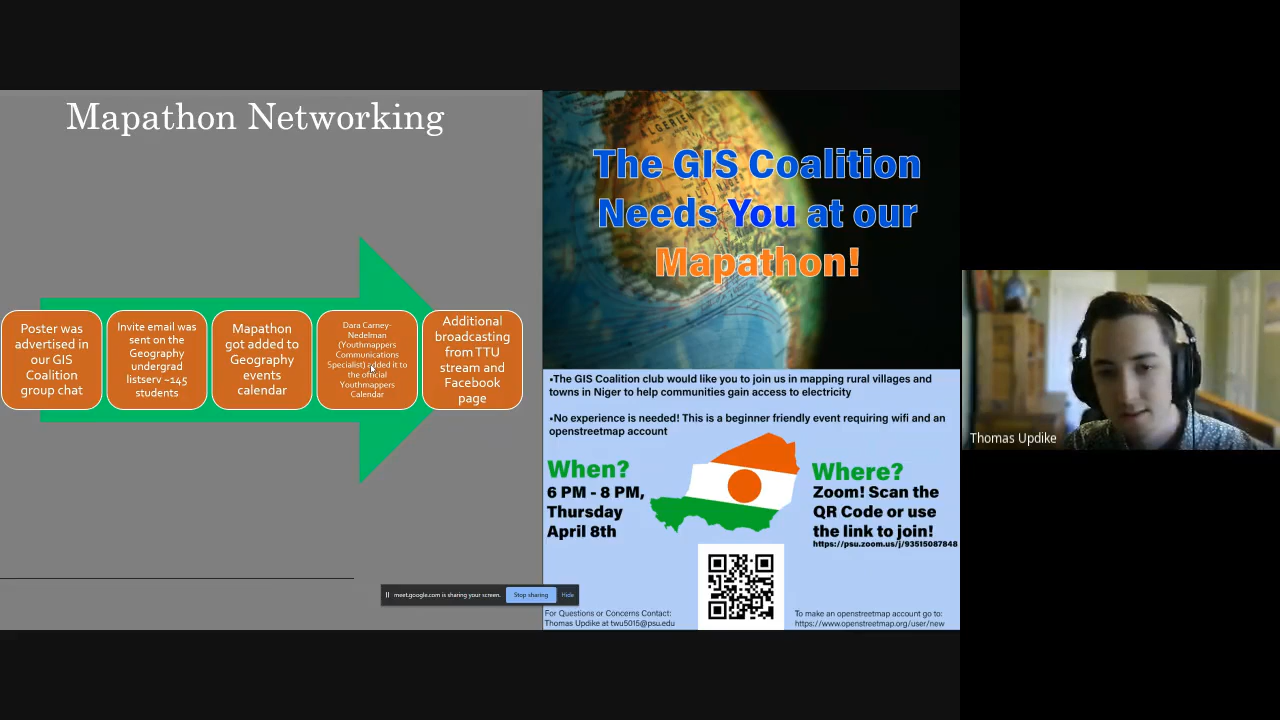 Mapathon Networking
Poster was
advertised in
our GIS
Coalition
group chat
Invite email was
sent on the
Geography
undergrad
listserv ~145
students
Mapathon
got added to
Geography
events
calendar
Dara Carney-
Nedelman
(Youthmappers
Communications
Specialist) added it to
the official
Youthmappers
Calendar
Additional
broadcasting
from TTU
stream and
Facebook
page
ALGERIEN
The GIS Coalition
Needs You at our
Mapathon!
•The GIS Coalition club would like you to join us in mapping rural villages and
towns in Niger to help communities gain access to electricity
•No experience is needed! This is a beginner friendly event requiring wifi and an
openstreetmap account
When?
6 PM - 8 PM,
Thursday
April 8th
Where?
Zoom! Scan the
QR Code or use
the link to join!
https://psu.zoom.us/j/93515087848
For Questions or Concerns Contact:
Thomas Updike at twu5015@psu.edu
To make an openstreetmap account go to:
https://www.openstreetmap.org/user/new
meet.google.com is sharing your screen.
Stop sharing
Hide
Thomas Updike